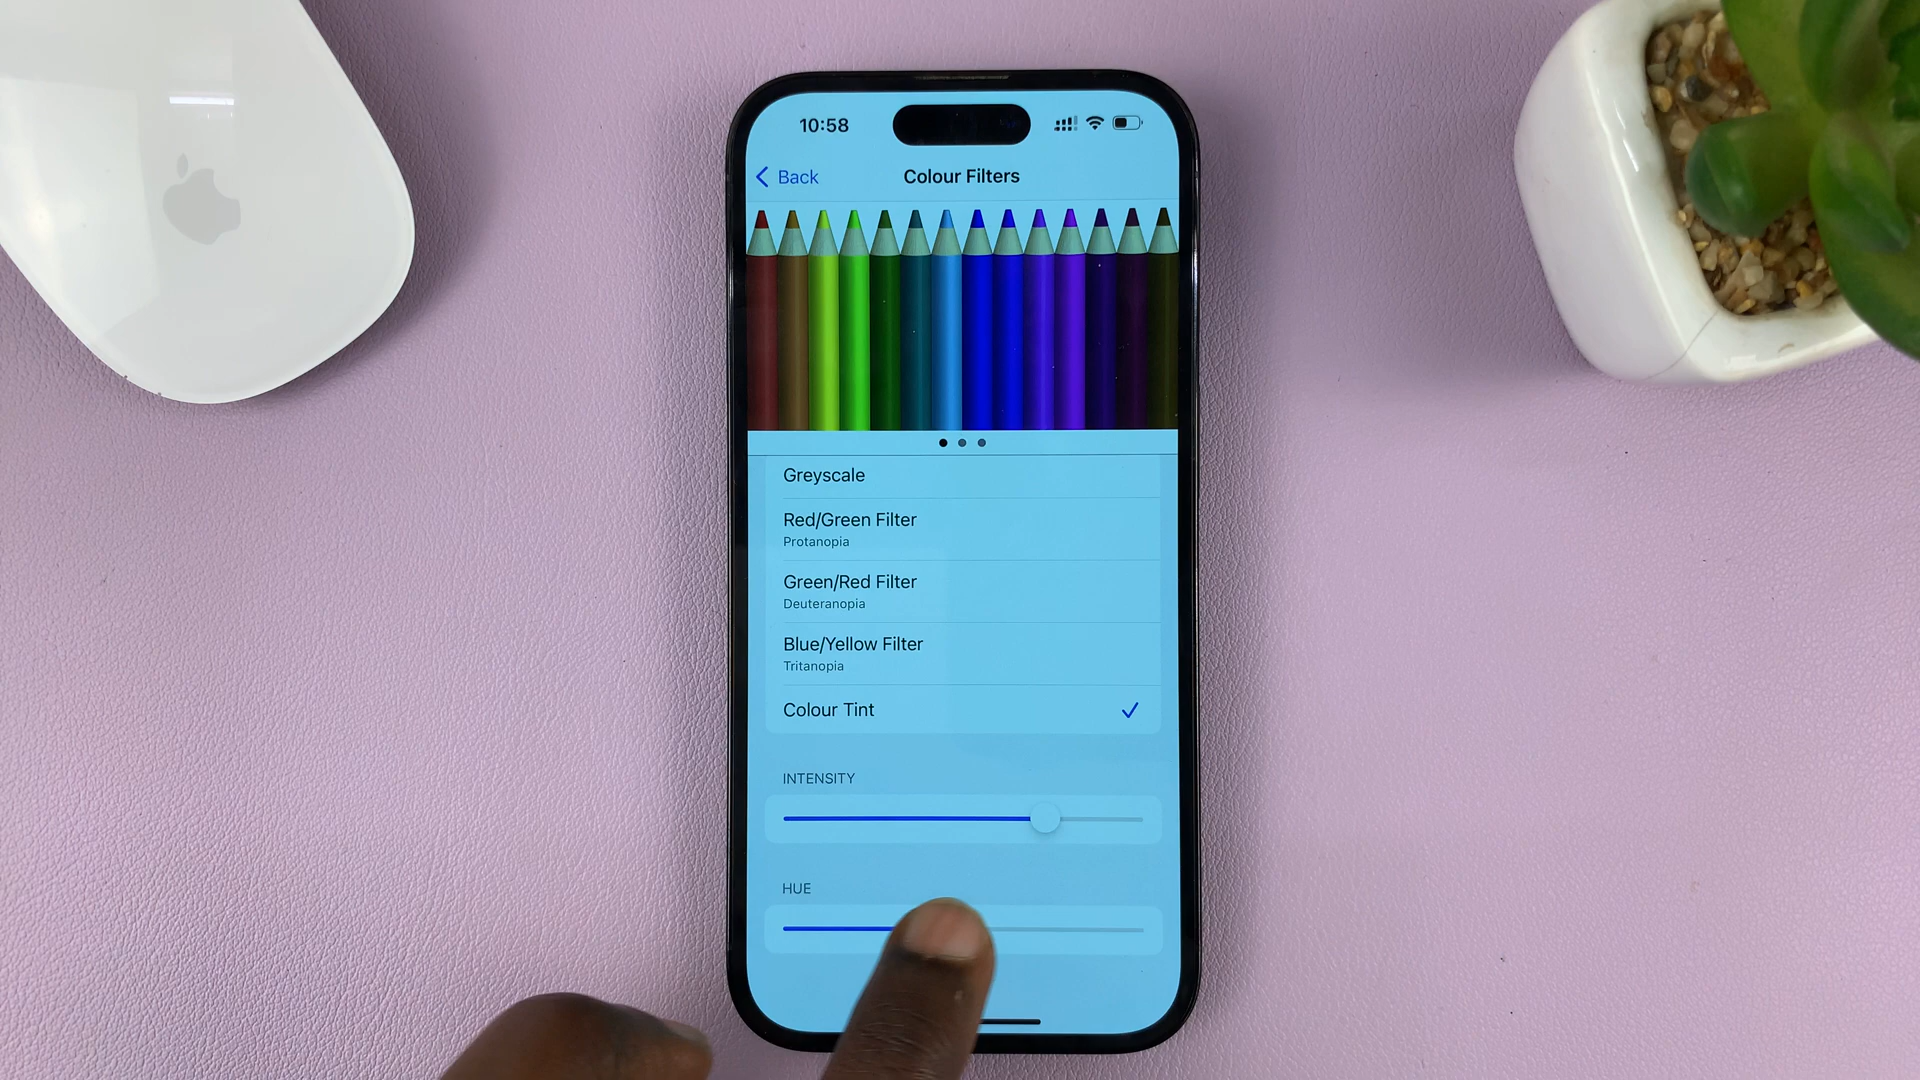 10:58
Back
Colour Filters
Greyscale
Red/Green Filter
Protanopia
Green/Red Filter
Deuteranopia
Blue/Yellow Filter
Tritanopia
Colour Tint
INTENSITY
HUE